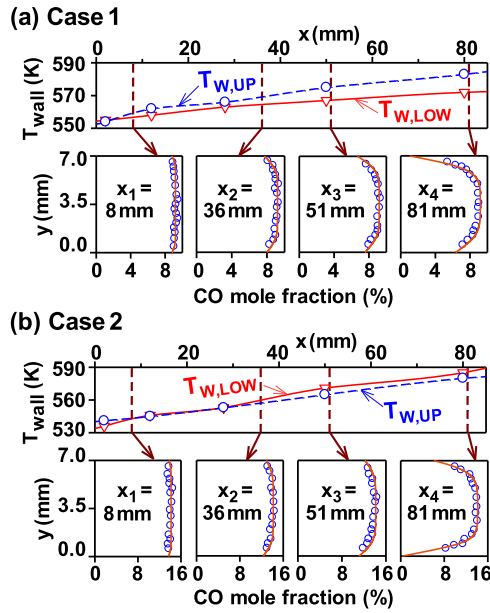 (a) Case 1
x (mm)
0 20 40 60 80
590
570
550
T_wall (K)
T_W,UP
T_W,LOW
7.0
3.5
0.0
y (mm)
x₁ = 8 mm
x₂ = 36 mm
x₃ = 51 mm
x₄ = 81 mm
0 4 8 0 4 8 0 4 8 0 4 8
CO mole fraction (%)
(b) Case 2
x (mm)
0 20 40 60 80
590
560
530
T_wall (K)
T_W,LOW
T_W,UP
7.0
3.5
0.0
y (mm)
x₁ = 8 mm
x₂ = 36 mm
x₃ = 51 mm
x₄ = 81 mm
0 8 16 0 8 16 0 8 16 0 8 16
CO mole fraction (%)